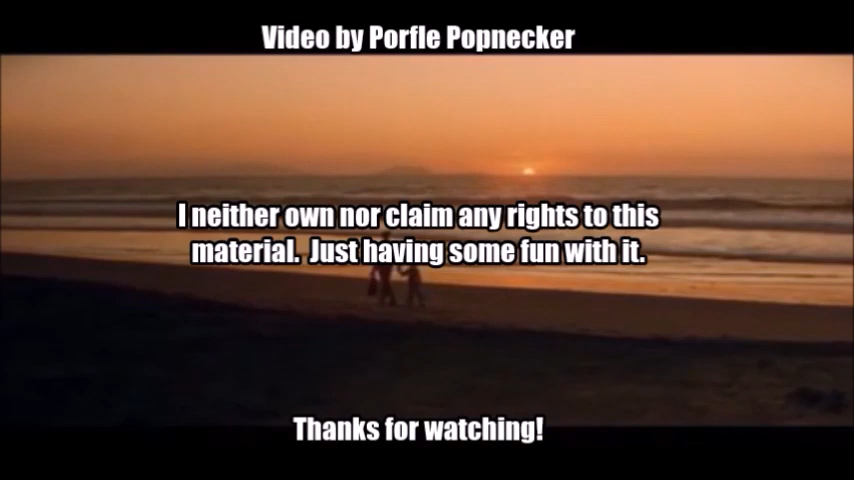 Video by Porfle Popnecker
I neither own nor claim any rights to this
material.  Just having some fun with it.
Thanks for watching!